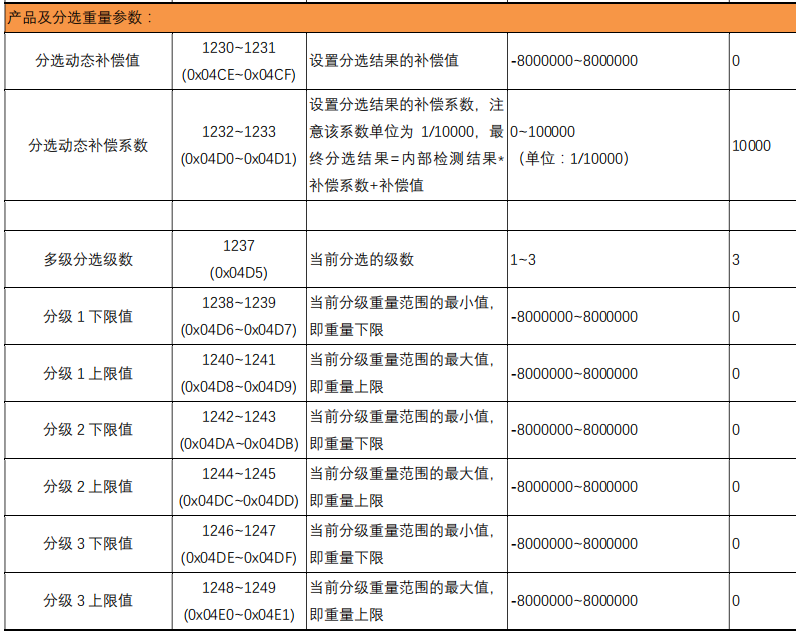 产品及分选重量参数：
分选动态补偿值
1230~1231
(0x04CE~0x04CF)
设置分选结果的补偿值
-8000000~8000000
0
分选动态补偿系数
1232~1233
(0x04D0~0x04D1)
设置分选结果的补偿系数，注
意该系数单位为 1/10000，最
终分选结果=内部检测结果*
补偿系数+补偿值
0~100000
（单位：1/10000）
10000
多级分选级数
1237
(0x04D5)
当前分选的级数
1~3
3
分级 1 下限值
1238~1239
(0x04D6~0x04D7)
当前分级重量范围的最小值，
即重量下限
-8000000~8000000
0
分级 1 上限值
1240~1241
(0x04D8~0x04D9)
当前分级重量范围的最大值，
即重量上限
-8000000~8000000
0
分级 2 下限值
1242~1243
(0x04DA~0x04DB)
当前分级重量范围的最小值，
即重量下限
-8000000~8000000
0
分级 2 上限值
1244~1245
(0x04DC~0x04DD)
当前分级重量范围的最大值，
即重量上限
-8000000~8000000
0
分级 3 下限值
1246~1247
(0x04DE~0x04DF)
当前分级重量范围的最小值，
即重量下限
-8000000~8000000
0
分级 3 上限值
1248~1249
(0x04E0~0x04E1)
当前分级重量范围的最大值，
即重量上限
-8000000~8000000
0